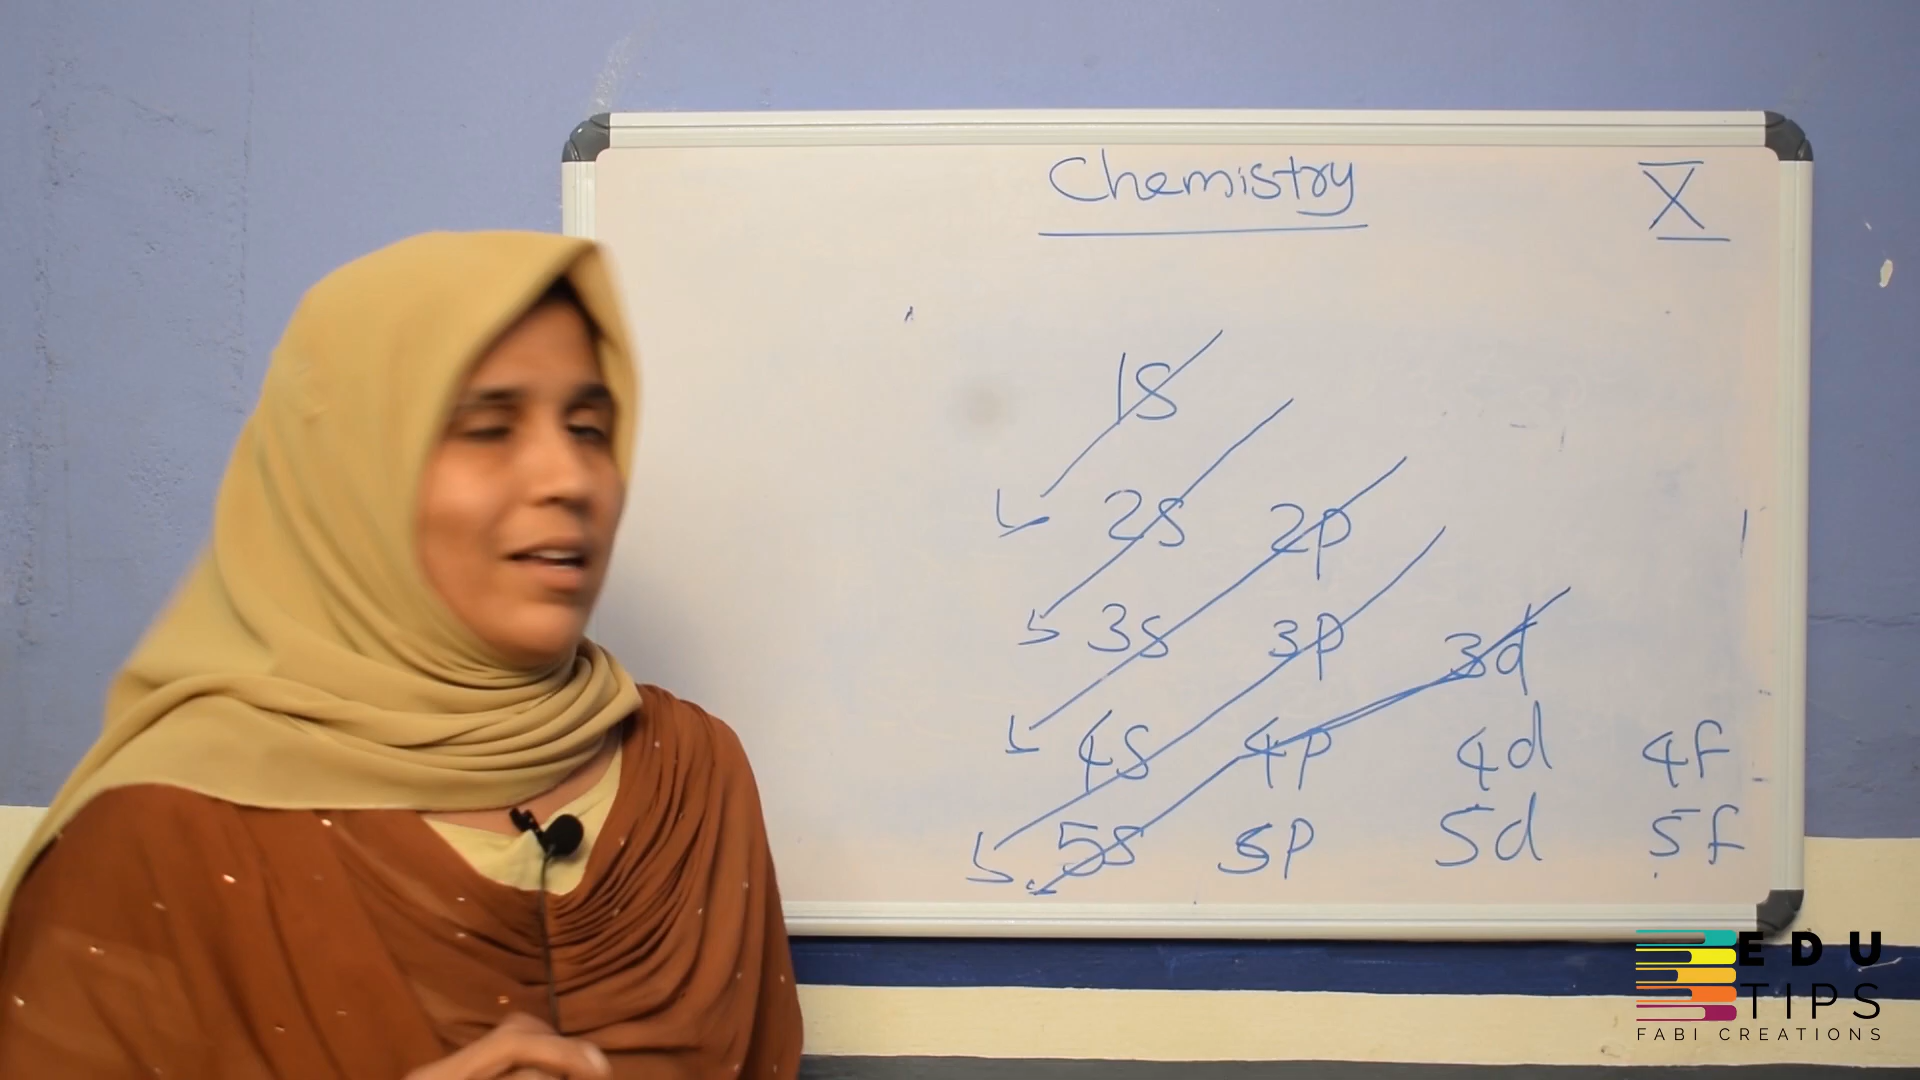 Chemistry X
1s
2s 2p
3s 3p 3d
4s 4p 4d 4f
5s 5p 5d 5f
EDU
TIPS
FABI CREATIONS